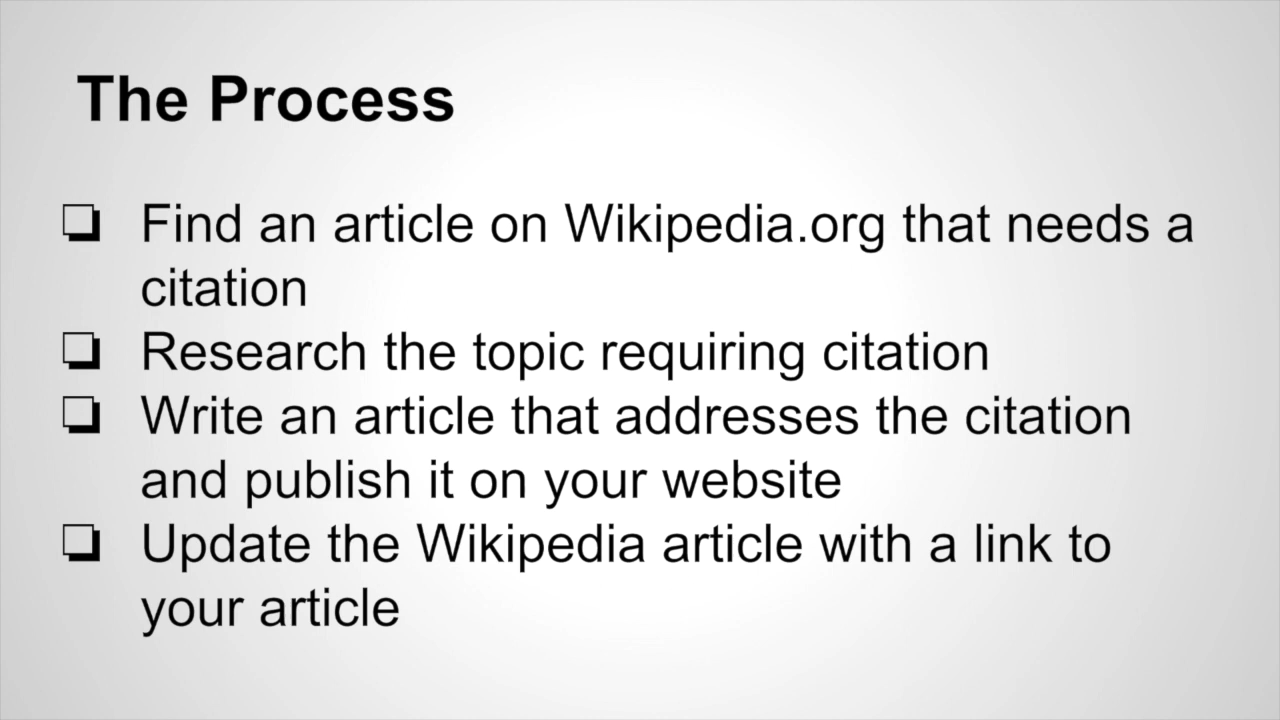 The Process
❏ Find an article on Wikipedia.org that needs a
citation
❏ Research the topic requiring citation
❏ Write an article that addresses the citation
and publish it on your website
❏ Update the Wikipedia article with a link to
your article